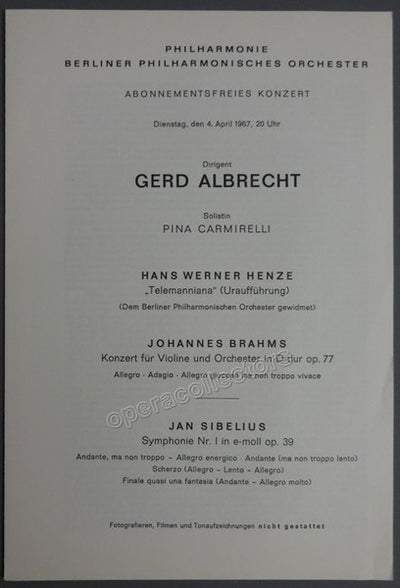 PHILHARMONIE
BERLINER PHILHARMONISCHES ORCHESTER
ABONNEMENTSFREIES KONZERT
Dienstag, den 4. April 1967, 20 Uhr
Dirigent
GERD ALBRECHT
Solistin
PINA CARMIRELLI
HANS WERNER HENZE
„Telemanniana“ (Uraufführung)
(Dem Berliner Philharmonischen Orchester gewidmet)
JOHANNES BRAHMS
Konzert für Violine und Orchester in D-dur op. 77
Allegro · Adagio · Allegro giocoso ma non troppo vivace
operacollectors
JAN SIBELIUS
Symphonie Nr. I in e-moll op. 39
Andante, ma non troppo – Allegro energico · Andante (ma non troppo lento)
Scherzo (Allegro – Lento – Allegro)
Finale quasi una fantasia (Andante – Allegro molto)
Fotografieren, Filmen und Tonaufzeichnungen nicht gestattet